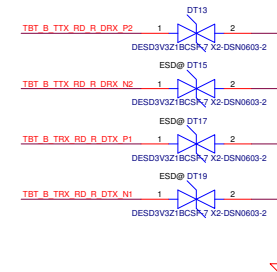 DT13
TBT_B_TTX_RD_R_DRX_P2 1 2
DESD3V3Z1BCSF-7 X2-DSN0603-2
ESD@ DT15
TBT_B_TTX_RD_R_DRX_N2 1 2
DESD3V3Z1BCSF-7 X2-DSN0603-2
ESD@ DT17
TBT_B_TRX_RD_R_DTX_P1 1 2
DESD3V3Z1BCSF-7 X2-DSN0603-2
ESD@ DT19
TBT_B_TRX_RD_R_DTX_N1 1 2
DESD3V3Z1BCSF-7 X2-DSN0603-2